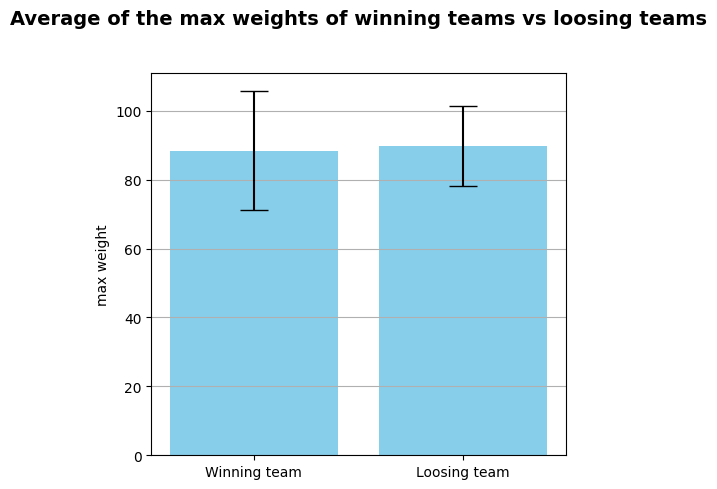 Average of the max weights of winning teams vs loosing teams
100
80
60
40
20
0
max weight
Winning team
Loosing team